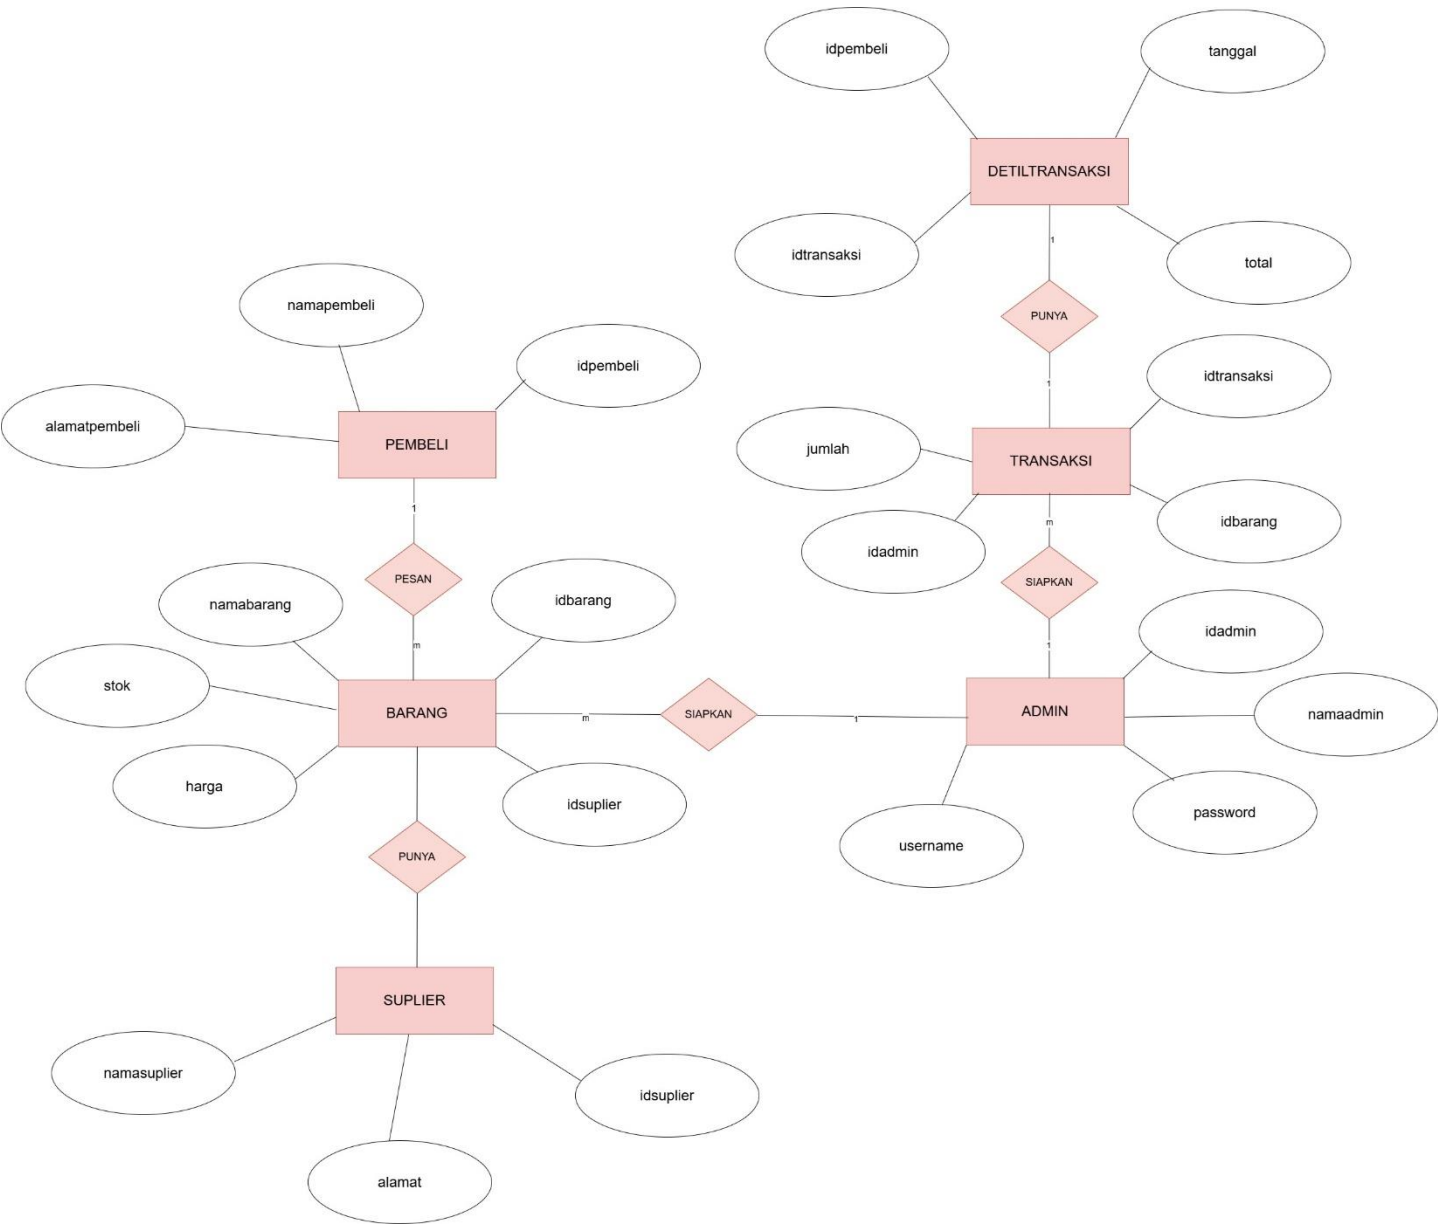 idpembeli
tanggal
DETILTRANSAKSI
idtransaksi
total
1
PUNYA
1
idtransaksi
jumlah
TRANSAKSI
idbarang
idadmin
m
SIAPKAN
1
namapembeli
idpembeli
alamatpembeli
PEMBELI
1
PESAN
m
namabarang
idbarang
stok
BARANG
harga
idsuplier
m
SIAPKAN
1
idadmin
ADMIN
namaadmin
password
username
PUNYA
SUPLIER
namasuplier
idsuplier
alamat